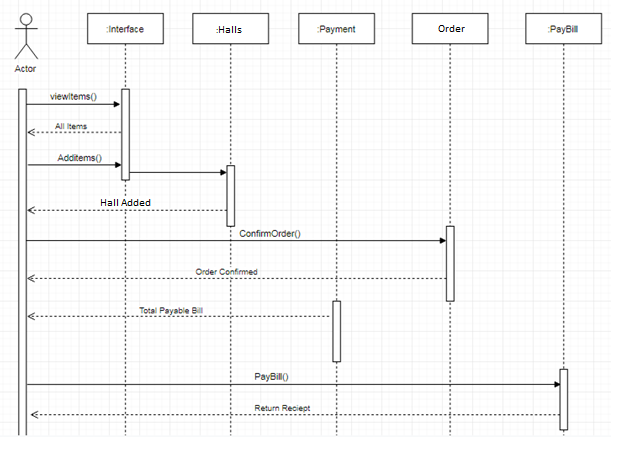 :Interface
:Halls
:Payment
Order
:PayBill
Actor
viewItems()
All Items
Additems()
Hall Added
ConfirmOrder()
Order Confirmed
Total Payable Bill
PayBill()
Return Reciept